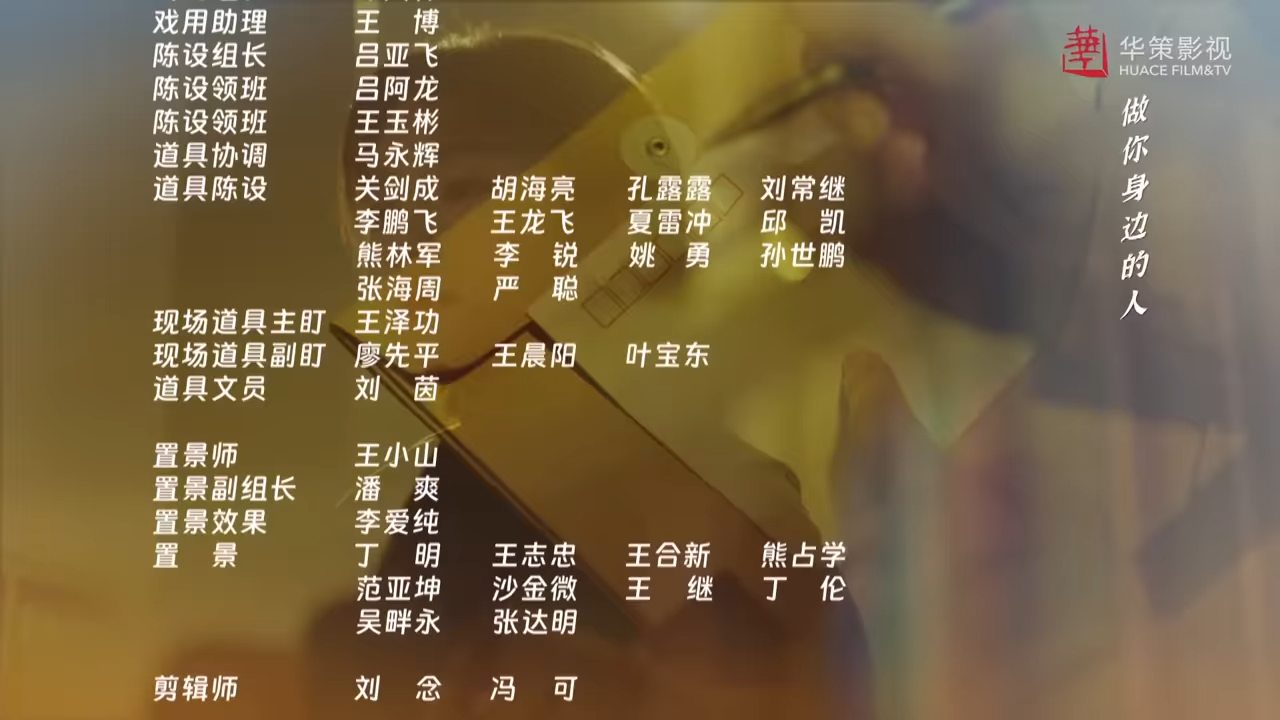 戏用助理 王 博
陈设组长 吕亚飞
陈设领班 吕阿龙
陈设领班 王玉彬
道具协调 马永辉
道具陈设 关剑成 胡海亮 孔露露 刘常继
李鹏飞 王龙飞 夏雷冲 邱 凯
熊林军 李 锐 姚 勇 孙世鹏
张海周 严 聪
现场道具主盯 王泽功
现场道具副盯 廖先平 王晨阳 叶宝东
道具文员 刘 茵
置景师 王小山
置景副组长 潘 爽
置景效果 李爱纯
置 景 丁 明 王志忠 王合新 熊占学
范亚坤 沙金微 王 继 丁 伦
吴畔永 张达明
剪辑师 刘 念 冯 可
華
华策影视
HUACE FILM&TV
做你身边的人